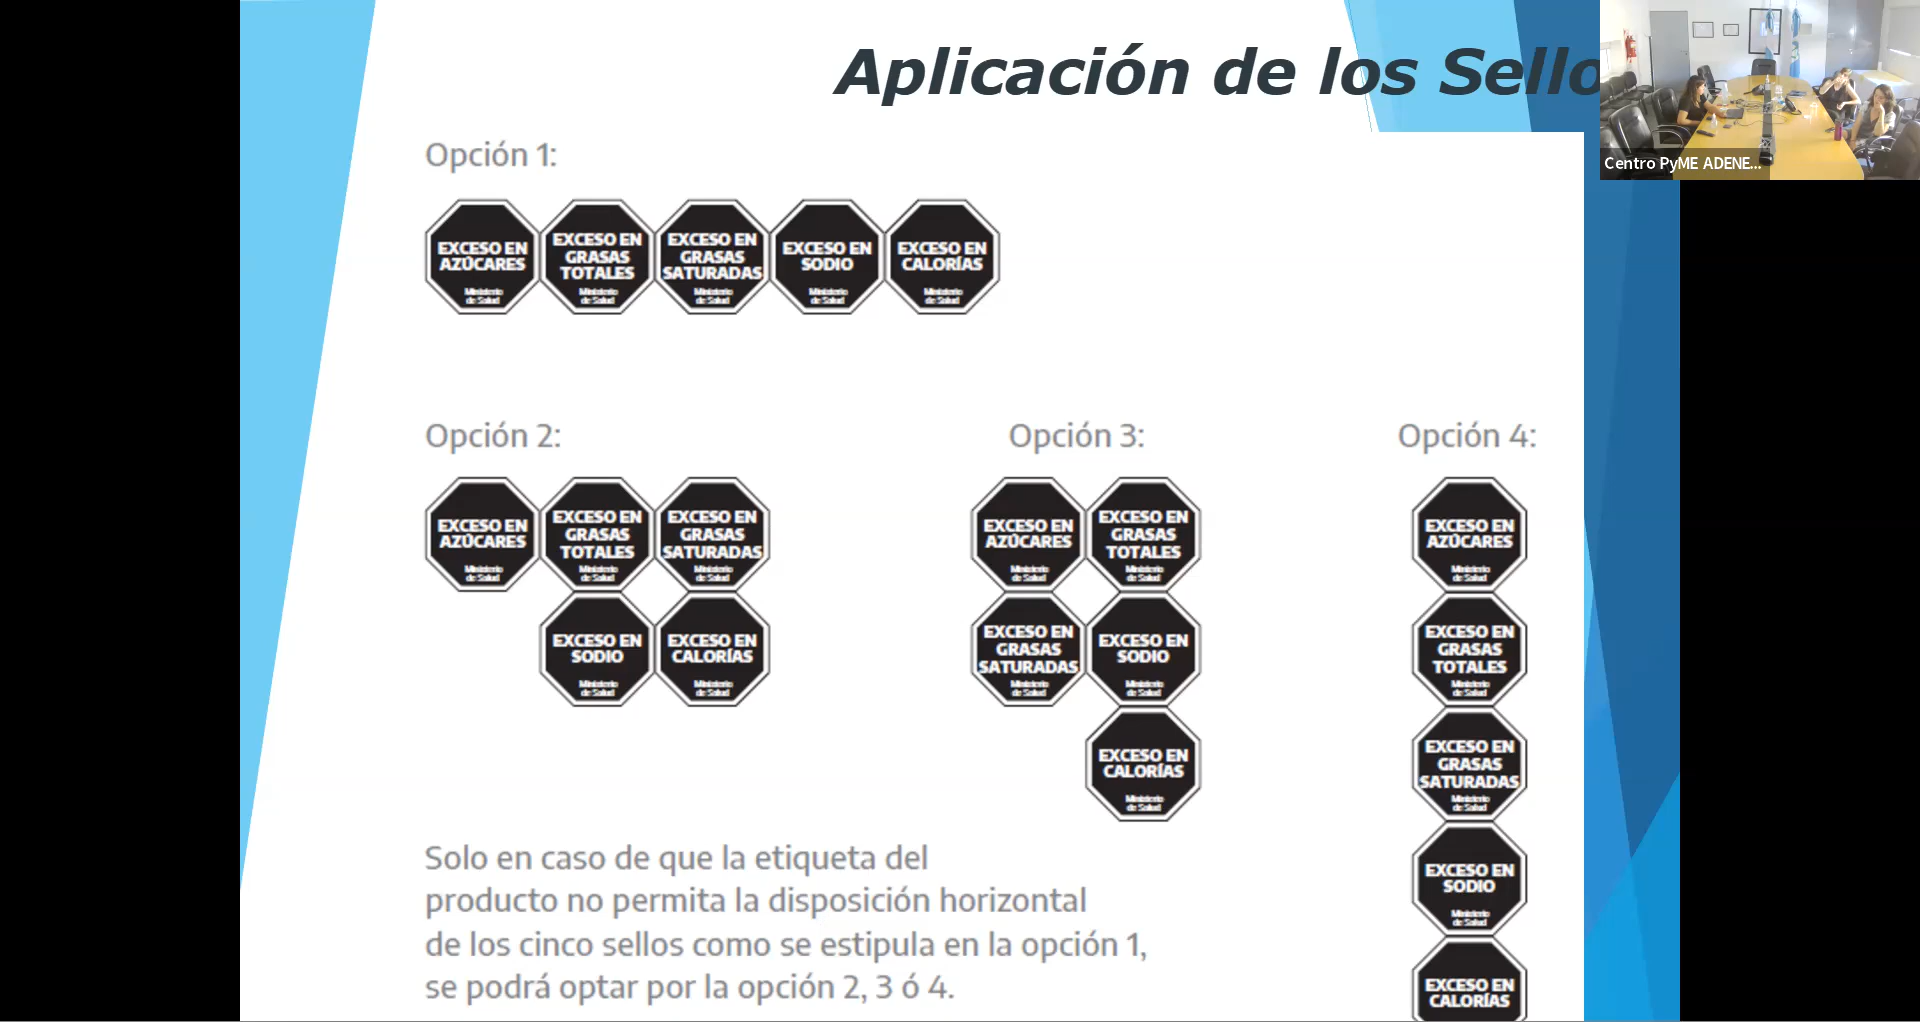 Aplicación de los Sello
Centro PyME ADENE...
Opción 1:
EXCESO EN
AZÚCARES
Ministerio
de Salud
EXCESO EN
GRASAS
TOTALES
Ministerio
de Salud
EXCESO EN
GRASAS
SATURADAS
Ministerio
de Salud
EXCESO EN
SODIO
Ministerio
de Salud
EXCESO EN
CALORÍAS
Ministerio
de Salud
Opción 2:
EXCESO EN
AZÚCARES
Ministerio
de Salud
EXCESO EN
GRASAS
TOTALES
Ministerio
de Salud
EXCESO EN
GRASAS
SATURADAS
Ministerio
de Salud
EXCESO EN
SODIO
Ministerio
de Salud
EXCESO EN
CALORÍAS
Ministerio
de Salud
Opción 3:
EXCESO EN
AZÚCARES
Ministerio
de Salud
EXCESO EN
GRASAS
TOTALES
Ministerio
de Salud
EXCESO EN
GRASAS
SATURADAS
Ministerio
de Salud
EXCESO EN
SODIO
Ministerio
de Salud
EXCESO EN
CALORÍAS
Ministerio
de Salud
Opción 4:
EXCESO EN
AZÚCARES
Ministerio
de Salud
EXCESO EN
GRASAS
TOTALES
Ministerio
de Salud
EXCESO EN
GRASAS
SATURADAS
Ministerio
de Salud
EXCESO EN
SODIO
Ministerio
de Salud
EXCESO EN
CALORÍAS
Solo en caso de que la etiqueta del
producto no permita la disposición horizontal
de los cinco sellos como se estipula en la opción 1,
se podrá optar por la opción 2, 3 ó 4.